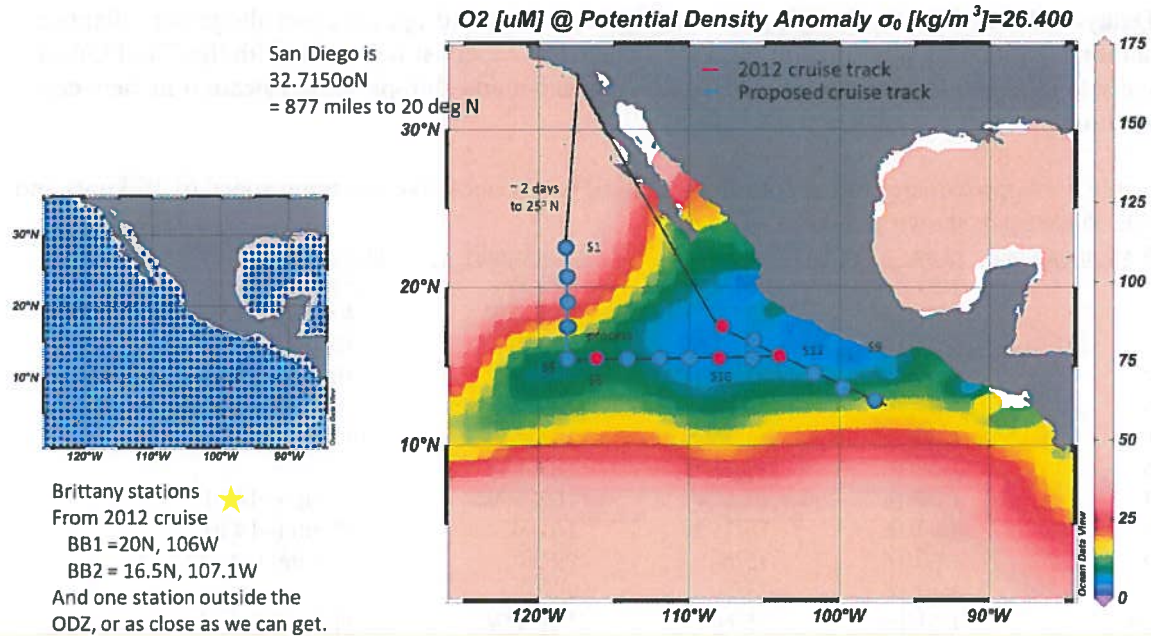 O2 [uM] @ Potential Density Anomaly σ0 [kg/m3]=26.400
San Diego is
32.7150oN
= 877 miles to 20 deg N
2012 cruise track
Proposed cruise track
~ 2 days
to 25° N
S1
S12
S9
S10
30°N
20°N
10°N
120°W
110°W
100°W
90°W
175
150
125
100
75
50
25
0
Ocean Data View
30°N
20°N
10°N
120°W
110°W
100°W
90°W
Ocean Data View
Brittany stations
From 2012 cruise
BB1 =20N, 106W
BB2 = 16.5N, 107.1W
And one station outside the
ODZ, or as close as we can get.